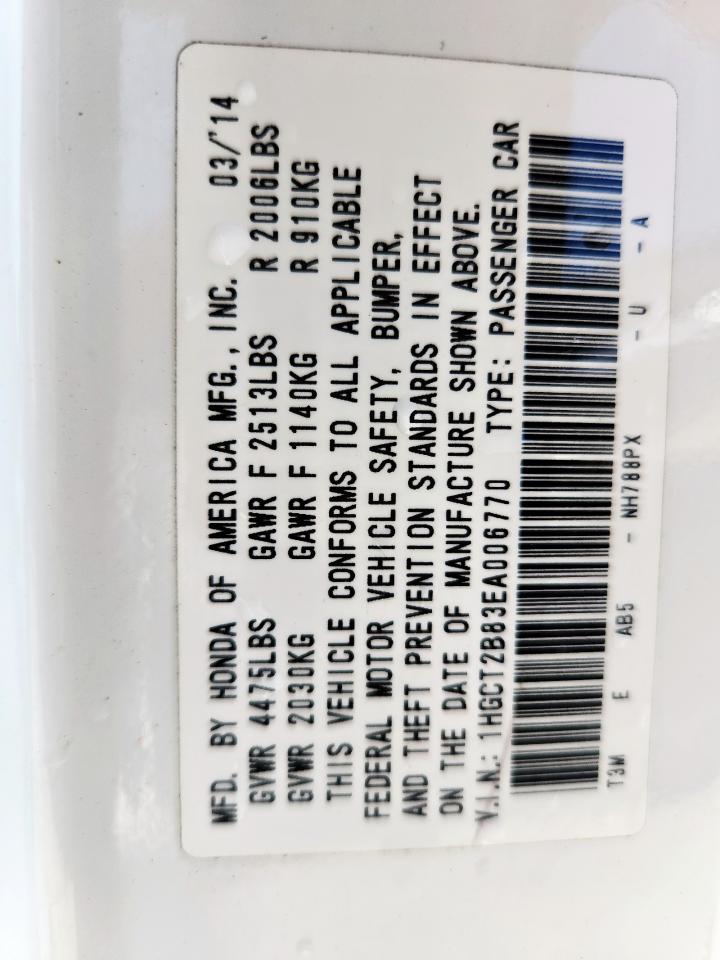 MFD. BY HONDA OF AMERICA MFG., INC. 03/'14
GVWR 4475LBS GAWR F 2513LBS R 2006LBS
GVWR 2030KG GAWR F 1140KG R 910KG
THIS VEHICLE CONFORMS TO ALL APPLICABLE
FEDERAL MOTOR VEHICLE SAFETY, BUMPER,
AND THEFT PREVENTION STANDARDS IN EFFECT
ON THE DATE OF MANUFACTURE SHOWN ABOVE.
V.I.N.: 1HGCT2B83EA006770 TYPE: PASSENGER CAR
T3M E AB5 - NH788PX - U - A